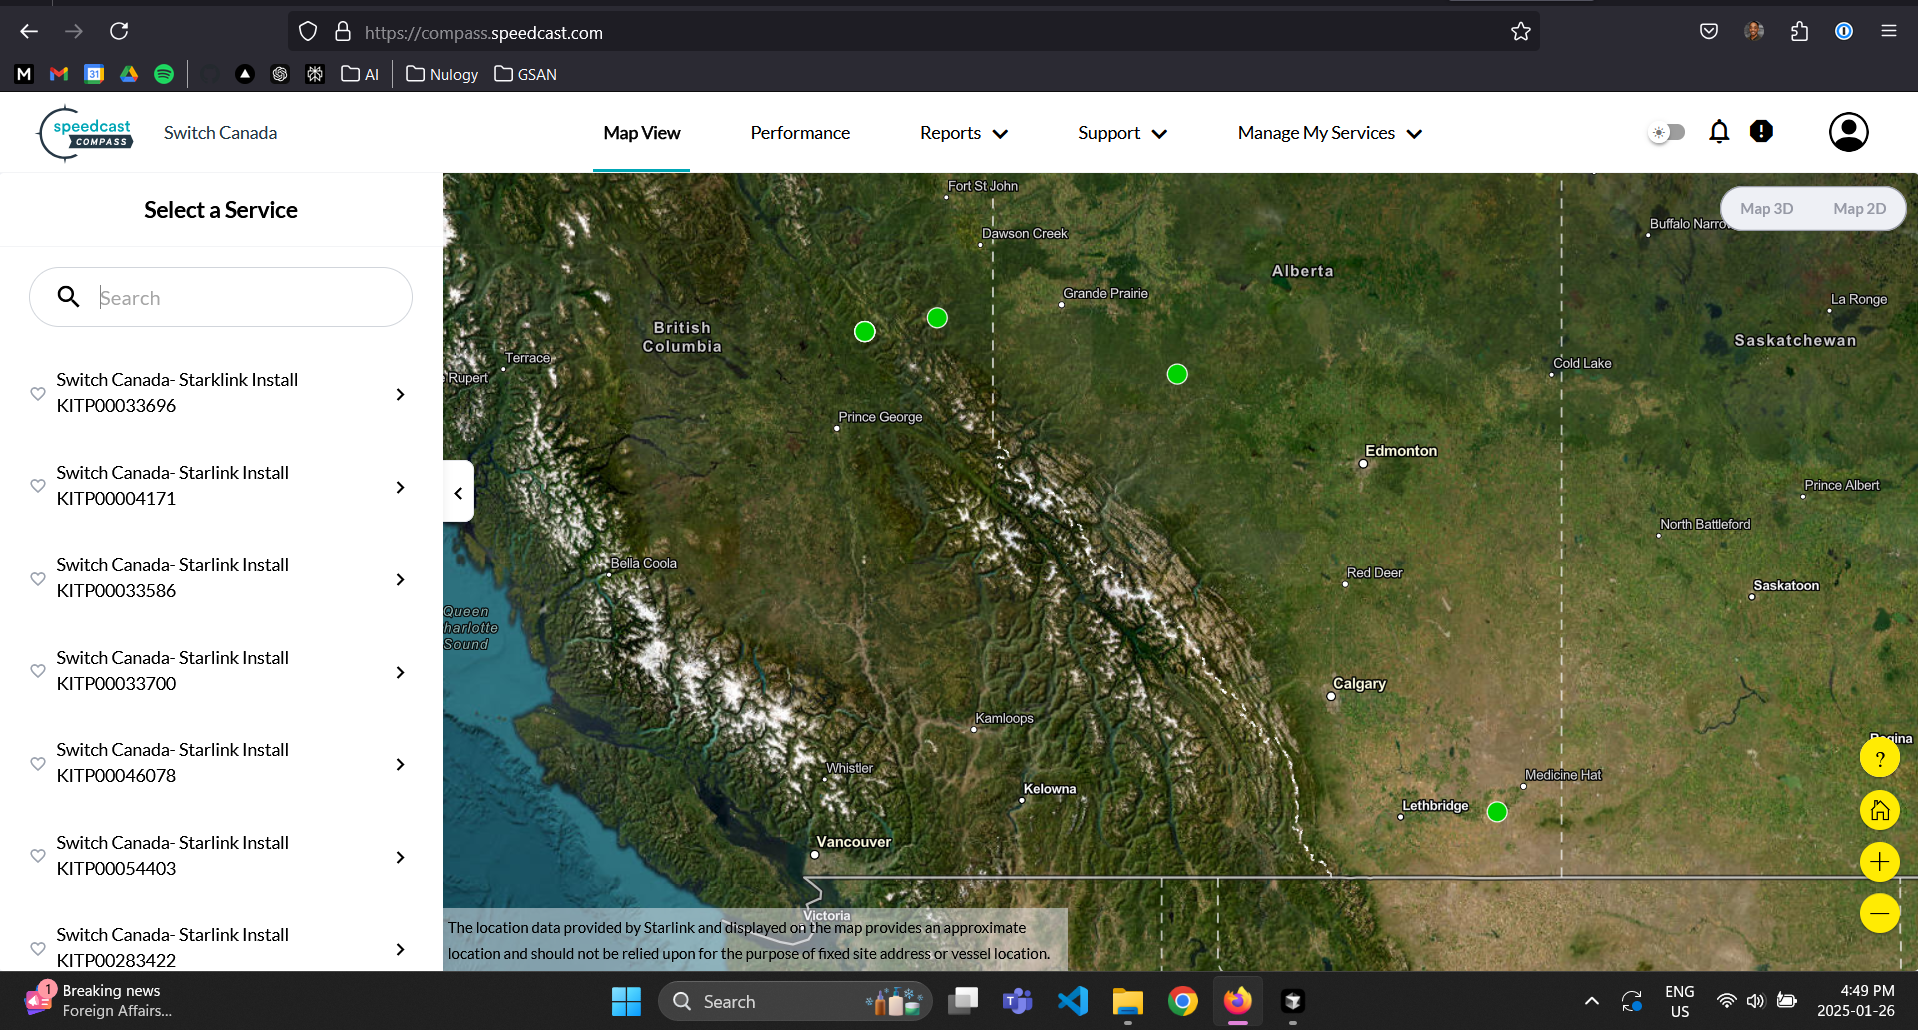 https://compass.speedcast.com
M
31
AI
Nulogy
GSAN
speedcast
COMPASS
Switch Canada
Map View
Performance
Reports
Support
Manage My Services
Select a Service
Search
Switch Canada- Starklink Install
KITP00033696
Switch Canada- Starlink Install
KITP00004171
Switch Canada- Starlink Install
KITP00033586
Switch Canada- Starlink Install
KITP00033700
Switch Canada- Starlink Install
KITP00046078
Switch Canada- Starlink Install
KITP00054403
Switch Canada- Starlink Install
KITP00283422
Map 3D
Map 2D
Fort St John
Dawson Creek
Buffalo Narro
Alberta
Grande Prairie
La Ronge
British
Columbia
Saskatchewan
Terrace
Cold Lake
e Rupert
Prince George
Edmonton
Prince Albert
North Battleford
Bella Coola
Red Deer
Saskatoon
Queen
harlotte
Sound
Calgary
Kamloops
Regina
?
Whistler
Medicine Hat
Kelowna
Lethbridge
Vancouver
Victoria
The location data provided by Starlink and displayed on the map provides an approximate
location and should not be relied upon for the purpose of fixed site address or vessel location.
1
Breaking news
Foreign Affairs...
Search
ENG
US
4:49 PM
2025-01-26